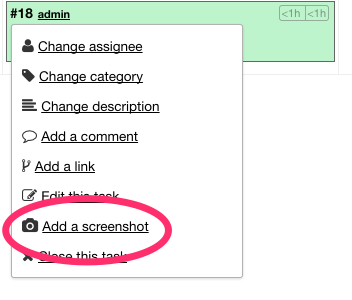 #18 admin <1h <1h
Change assignee
Change category
Change description
Add a comment
Add a link
Edit this task
Add a screenshot
Close this task